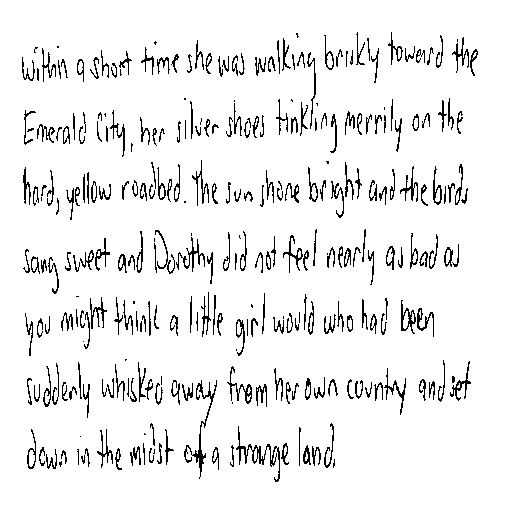 within a short time she was walking briskly toward the
Emerald City, her silver shoes tinkling merrily on the
hard, yellow roadbed. The sun shone bright and the birds
sang sweet and Dorothy did not feel nearly as bad as
you might think a little girl would who had been
suddenly whisked away from her own country and set
down in the midst of a strange land.